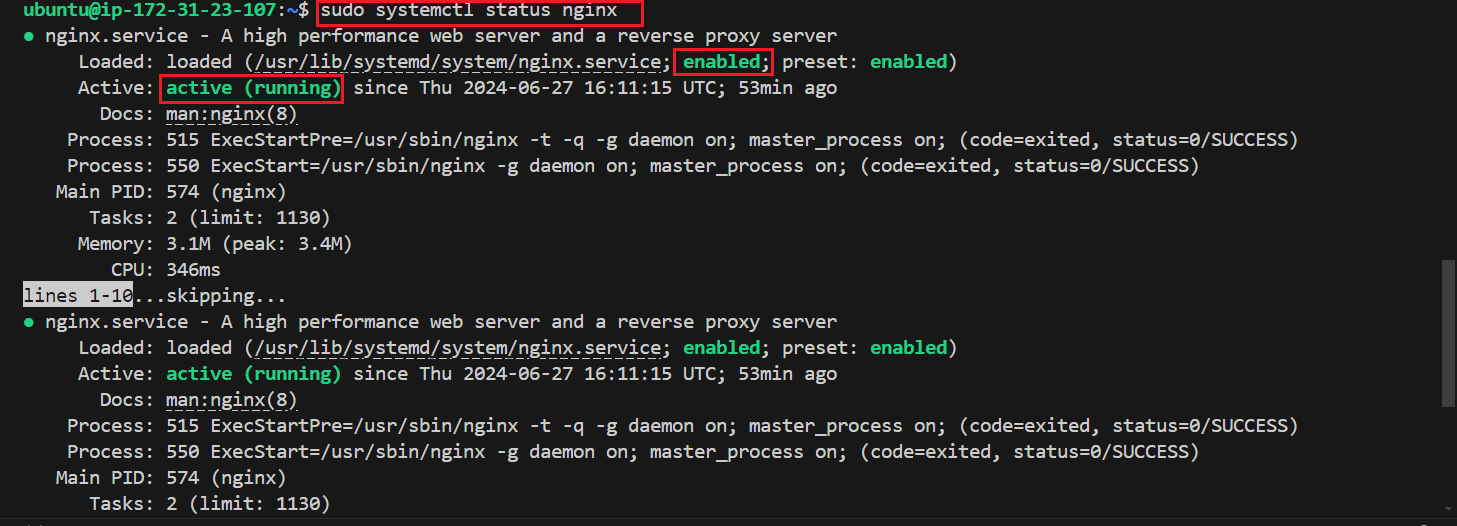 ubuntu@ip-172-31-23-107:~$ sudo systemctl status nginx
● nginx.service - A high performance web server and a reverse proxy server
Loaded: loaded (/usr/lib/systemd/system/nginx.service; enabled; preset: enabled)
Active: active (running) since Thu 2024-06-27 16:11:15 UTC; 53min ago
Docs: man:nginx(8)
Process: 515 ExecStartPre=/usr/sbin/nginx -t -q -g daemon on; master_process on; (code=exited, status=0/SUCCESS)
Process: 550 ExecStart=/usr/sbin/nginx -g daemon on; master_process on; (code=exited, status=0/SUCCESS)
Main PID: 574 (nginx)
Tasks: 2 (limit: 1130)
Memory: 3.1M (peak: 3.4M)
CPU: 346ms
lines 1-10...skipping...
● nginx.service - A high performance web server and a reverse proxy server
Loaded: loaded (/usr/lib/systemd/system/nginx.service; enabled; preset: enabled)
Active: active (running) since Thu 2024-06-27 16:11:15 UTC; 53min ago
Docs: man:nginx(8)
Process: 515 ExecStartPre=/usr/sbin/nginx -t -q -g daemon on; master_process on; (code=exited, status=0/SUCCESS)
Process: 550 ExecStart=/usr/sbin/nginx -g daemon on; master_process on; (code=exited, status=0/SUCCESS)
Main PID: 574 (nginx)
Tasks: 2 (limit: 1130)